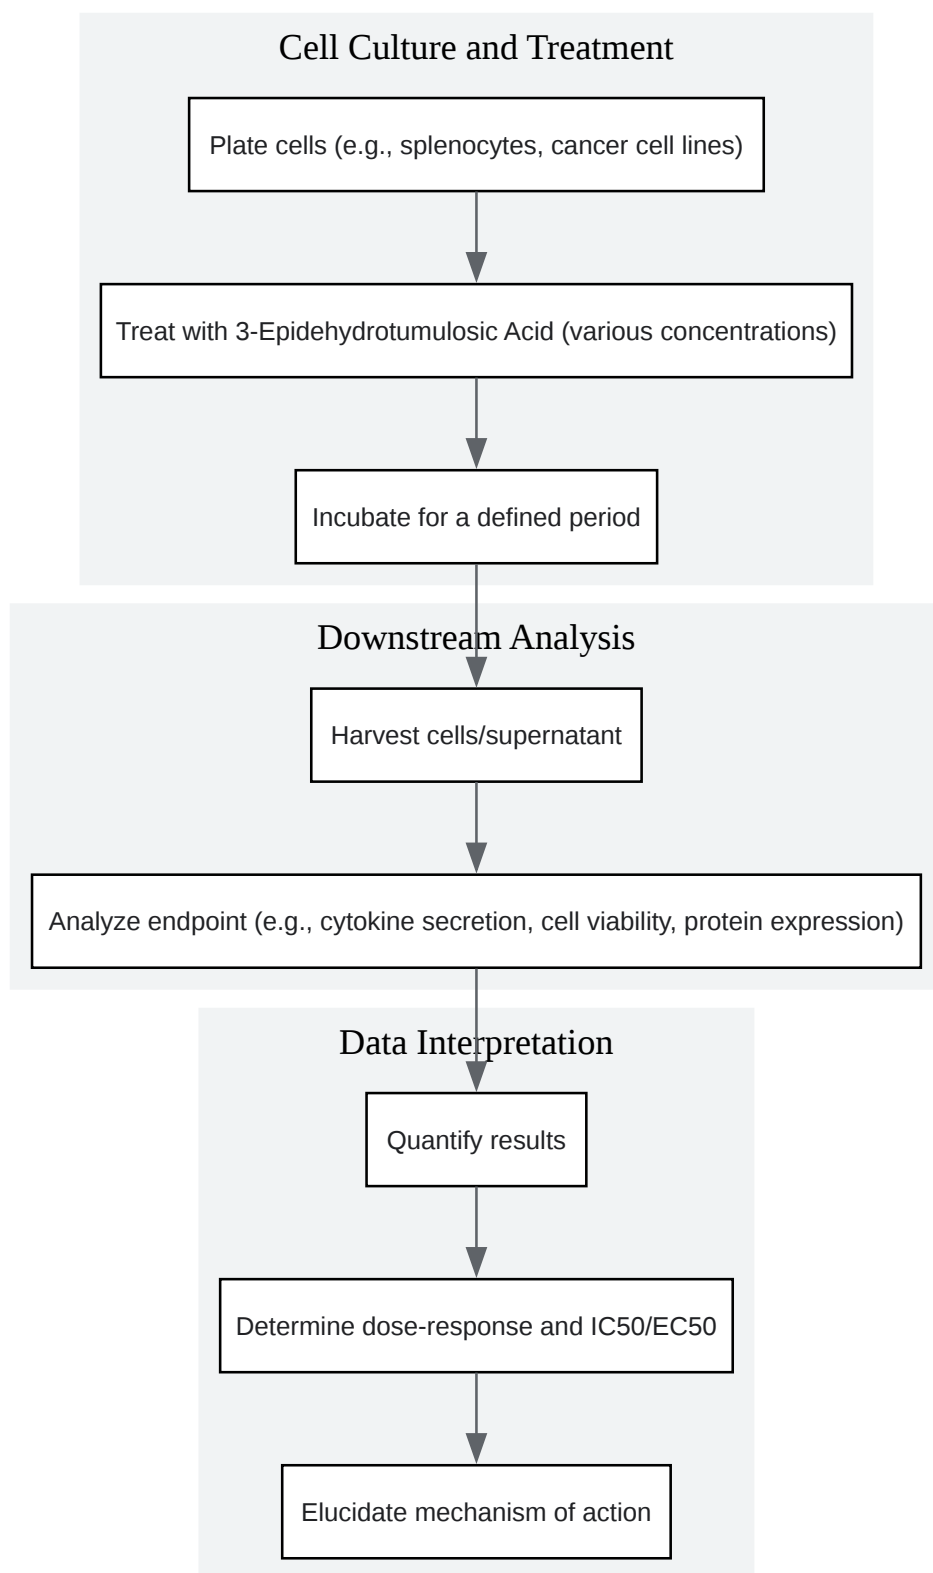 Cell Culture and Treatment
Plate cells (e.g., splenocytes, cancer cell lines)
Treat with 3-Epidehydrotumulosic Acid (various concentrations)
Incubate for a defined period
Downstream Analysis
Harvest cells/supernatant
Analyze endpoint (e.g., cytokine secretion, cell viability, protein expression)
Data Interpretation
Quantify results
Determine dose-response and IC50/EC50
Elucidate mechanism of action